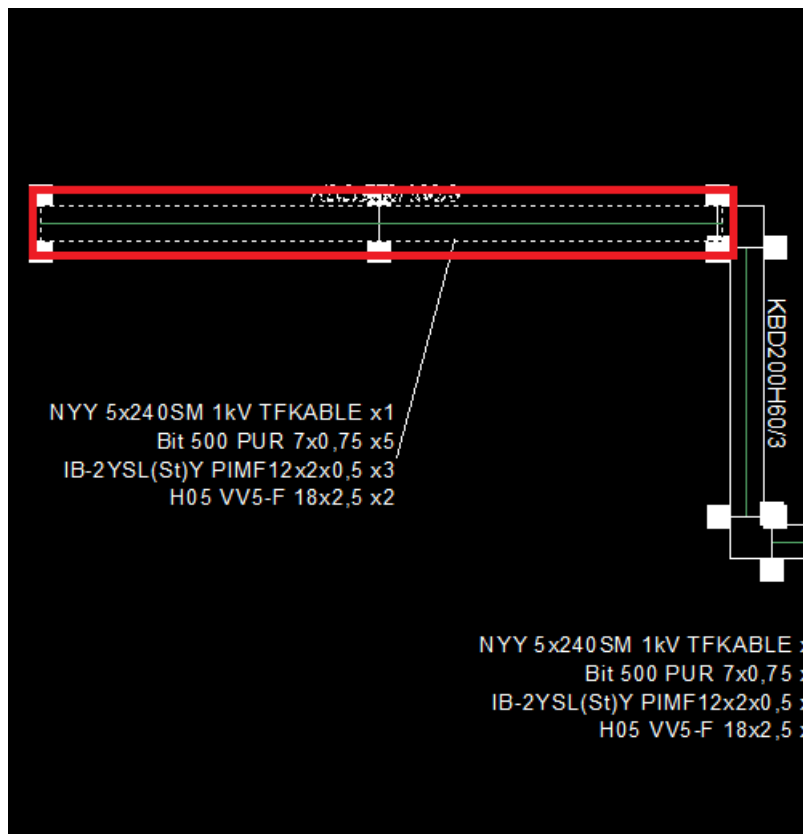 NYY 5x240SM 1kV TFKABLE x1
Bit 500 PUR 7x0,75 x5
IB-2YSL(St)Y PIMF12x2x0,5 x3
H05 VV5-F 18x2,5 x2
KBD200H60/3
NYY 5x240SM 1kV TFKABLE
Bit 500 PUR 7x0,75
IB-2YSL(St)Y PIMF12x2x0,5
H05 VV5-F 18x2,5